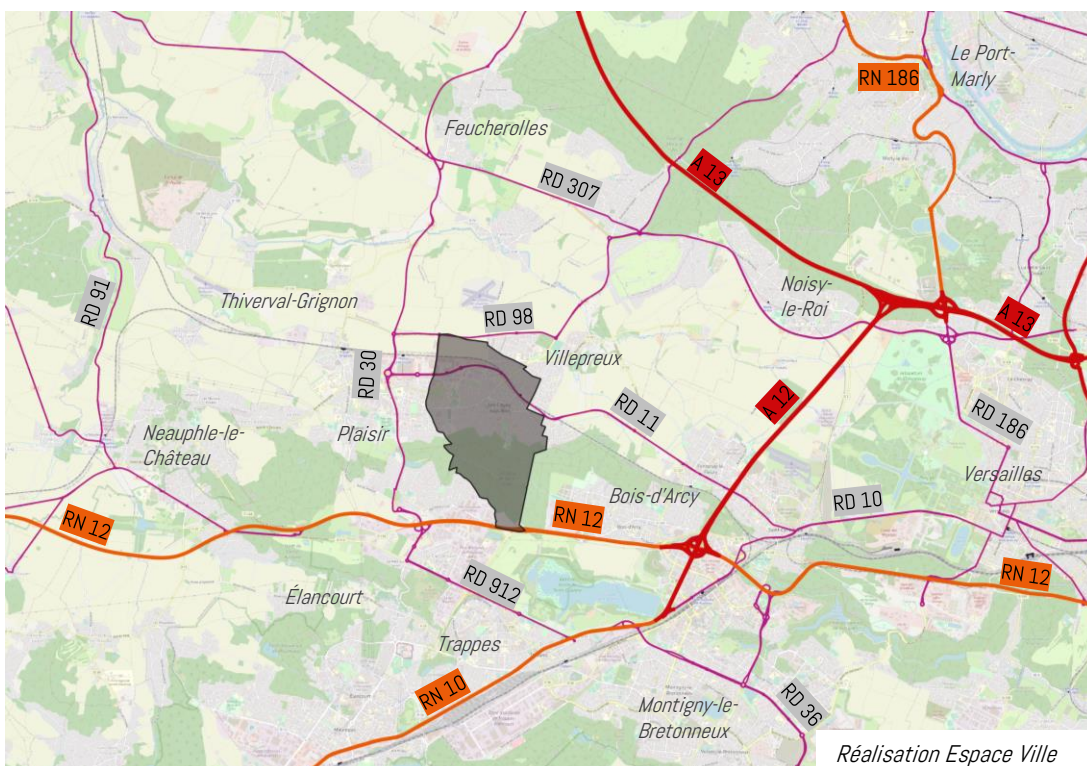 Le Port-
Marly
RN 186
Feucherolles
A 13
RD 307
RD 91
Thiverval-Grignon
Noisy-
le-Roi
A 13
RD 98
Villepreux
RD 30
A 12
RD 11
RD 186
Plaisir
Neauphle-le-
Château
Versailles
Bois-d'Arcy
RD 10
RN 12
RN 12
RN 12
RD 912
Élancourt
Trappes
RN 10
Montigny-le-
Bretonneux
RD 36
Réalisation Espace Ville